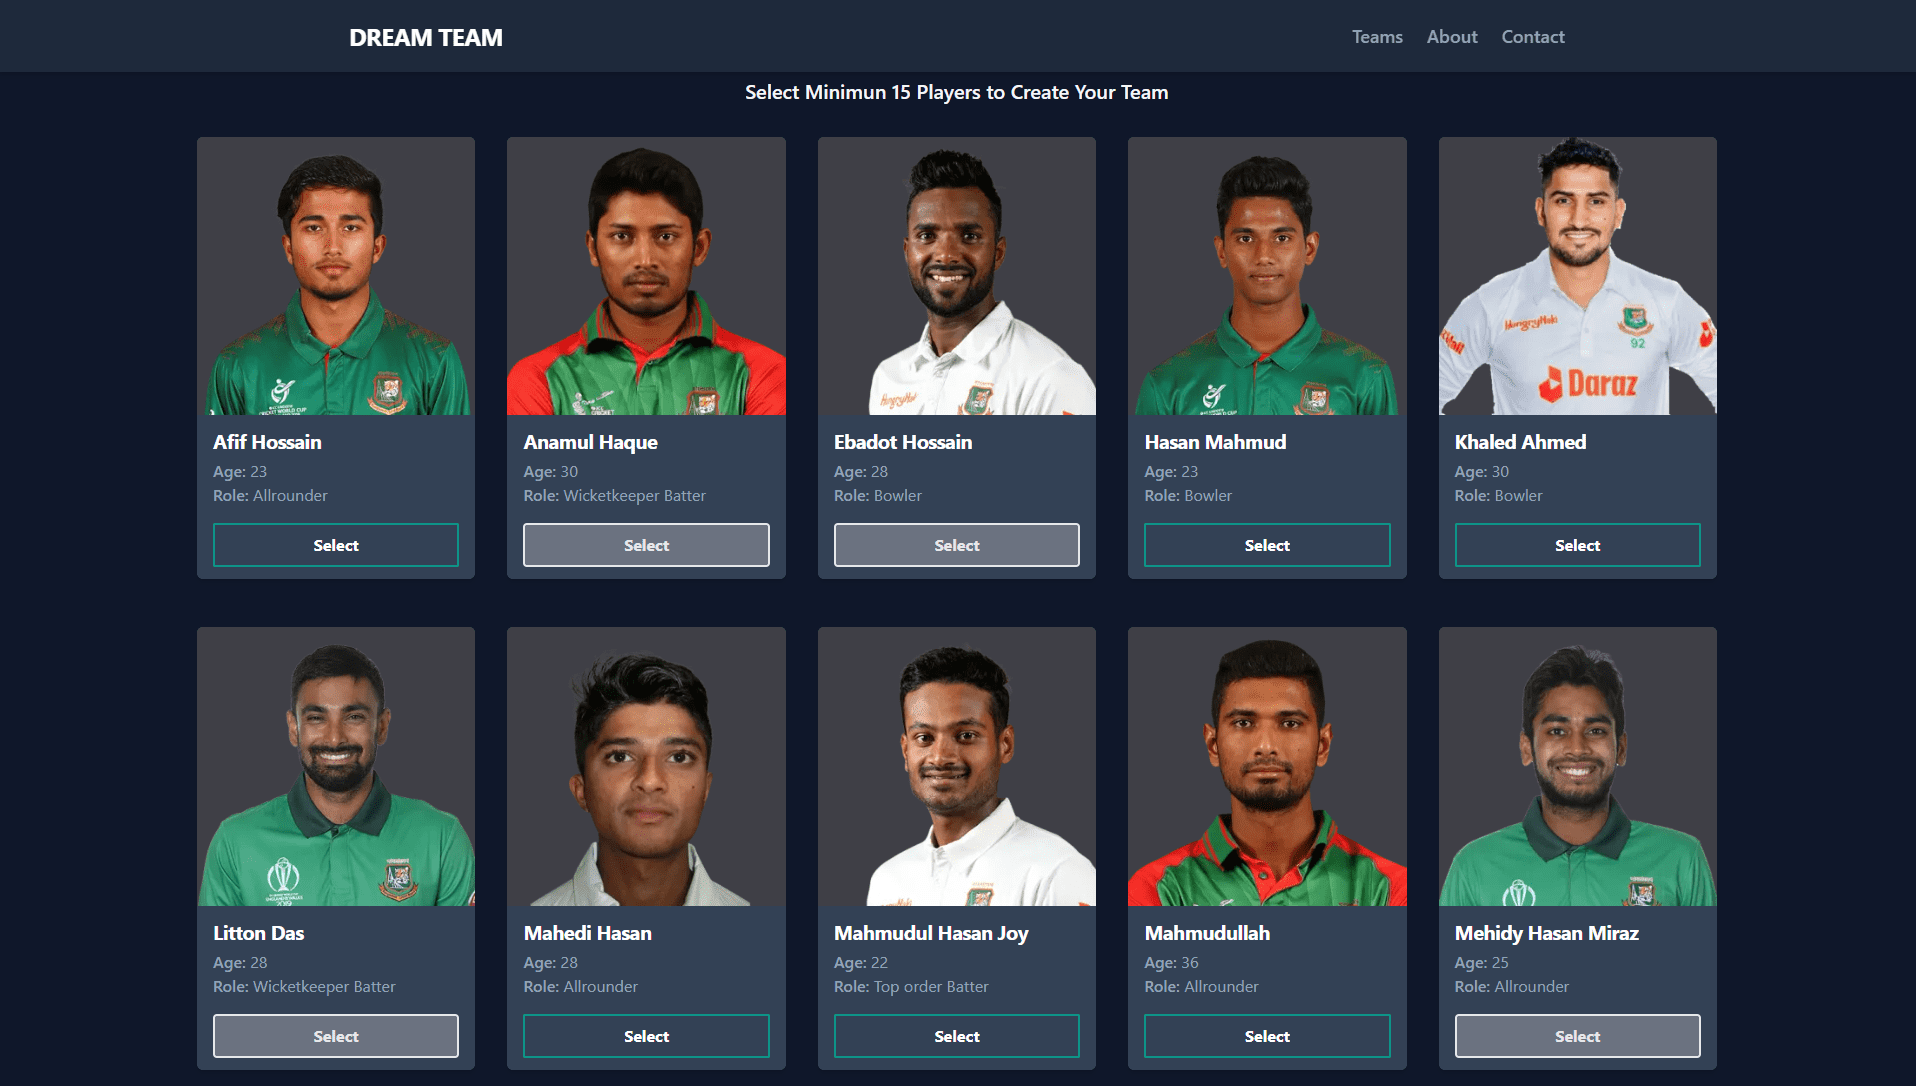 DREAM TEAM
Teams About Contact
Select Minimun 15 Players to Create Your Team
HungryNaki
92
Daraz
Afif Hossain
Age: 23
Role: Allrounder
Select
Anamul Haque
Age: 30
Role: Wicketkeeper Batter
Select
Ebadot Hossain
Age: 28
Role: Bowler
Select
Hasan Mahmud
Age: 23
Role: Bowler
Select
Khaled Ahmed
Age: 30
Role: Bowler
Select
Litton Das
Age: 28
Role: Wicketkeeper Batter
Select
Mahedi Hasan
Age: 28
Role: Allrounder
Select
Mahmudul Hasan Joy
Age: 22
Role: Top order Batter
Select
Mahmudullah
Age: 36
Role: Allrounder
Select
Mehidy Hasan Miraz
Age: 25
Role: Allrounder
Select